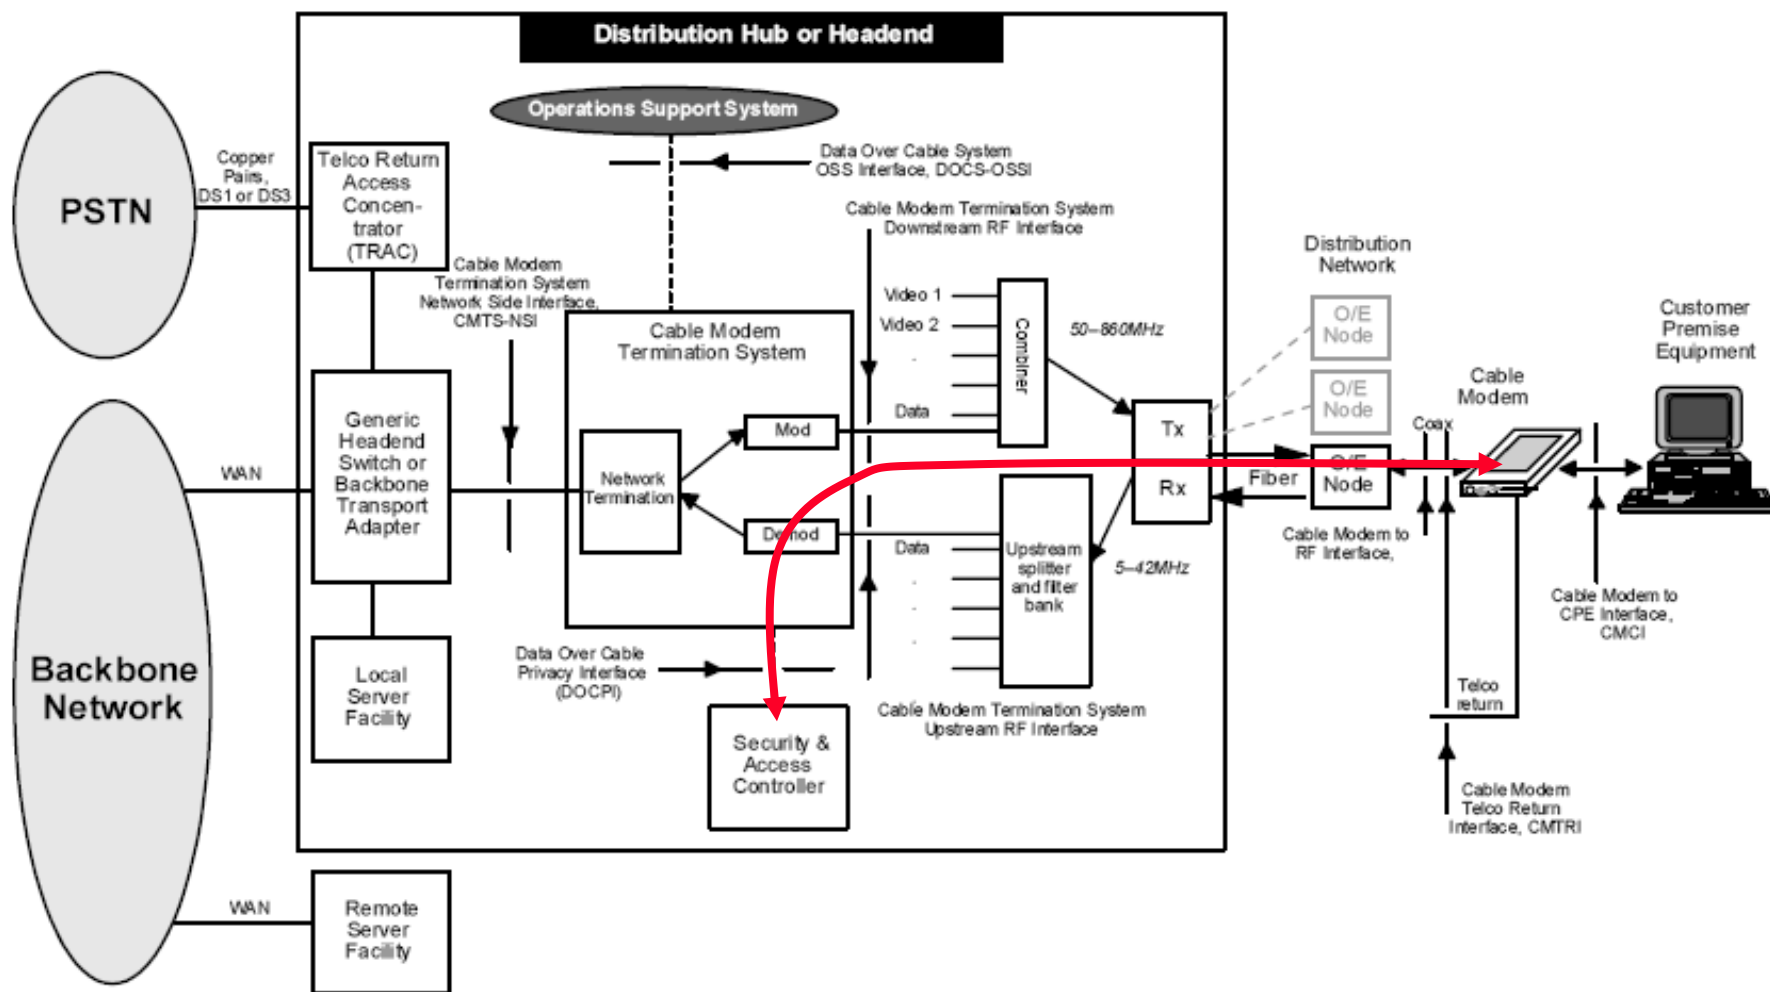 Distribution Hub or Headend
Operations Support System
PSTN
Copper
Pairs,
DS1 or DS3
Telco Return
Access
Concen-
trator
(TRAC)
Data Over Cable System
OSS Interface, DOCS-OSSI
Cable Modem Termination System
Downstream RF Interface
Cable Modem
Termination System
Network Side Interface,
CMTS-NSI
Cable Modem
Termination System
Video 1
Video 2
.
.
Data
Combiner
50–860MHz
Distribution
Network
O/E
Node
O/E
Node
O/E
Node
Customer
Premise
Equipment
Cable
Modem
Coax
Generic
Headend
Switch or
Backbone
Transport
Adapter
WAN
Network
Termination
Mod
Demod
Tx
Rx
Fiber
Data
.
.
.
.
Upstream
splitter
and filter
bank
5–42MHz
Cable Modem to
RF Interface,
Cable Modem to
CPE Interface,
CMCI
Backbone
Network
Local
Server
Facility
Data Over Cable
Privacy Interface
(DOCPI)
Security &
Access
Controller
Cable Modem Termination System
Upstream RF Interface
Telco
return
Cable Modem
Telco Return
Interface, CMTRI
WAN
Remote
Server
Facility